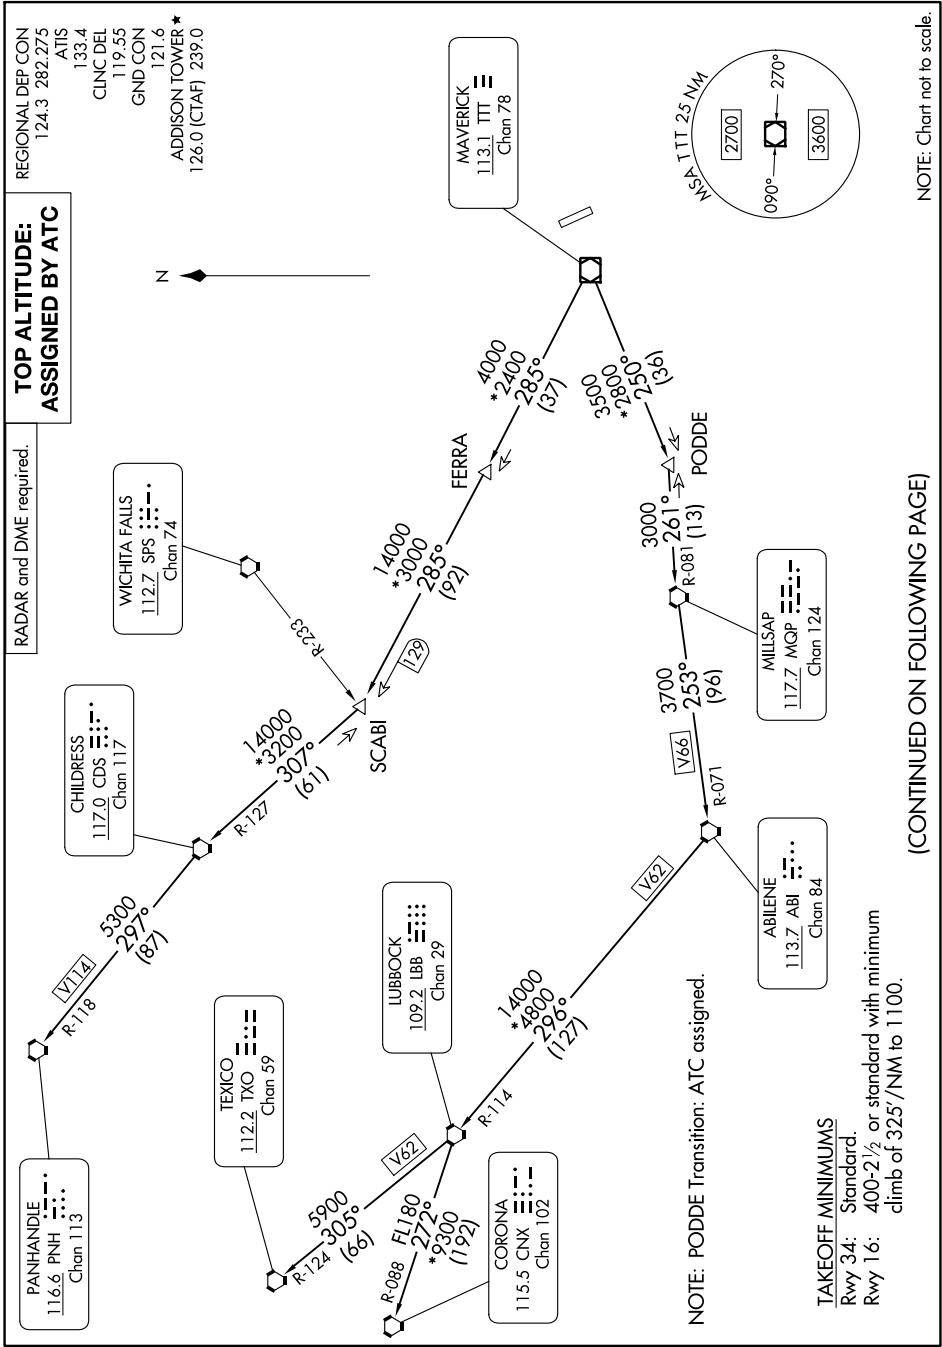 REGIONAL DEP CON
124.3 282.275
ATIS
133.4
CLNC DEL
119.55
GND CON
121.6
ADDISON TOWER★
126.0 (CTAF) 239.0
TOP ALTITUDE:
ASSIGNED BY ATC
RADAR and DME required.
N
MAVERICK
113.1 TTT
Chan 78
MSA TTT 25 NM
2700
270°
090°
3600
NOTE: Chart not to scale.
4000
*2400
285°
(37)
FERRA
14000
*3000
285°
(92)
129
SCABI
WICHITA FALLS
112.7 SPS
Chan 74
R-233
14000
*3200
307°
(61)
R-127
CHILDRESS
117.0 CDS
Chan 117
5300
297°
(87)
V114
R-118
PANHANDLE
116.6 PNH
Chan 113
3500
*2800
250°
(36)
PODDE
3000
261°
(13)
R-081
MILLSAP
117.7 MQP
Chan 124
3700
253°
(96)
V66
R-071
ABILENE
113.7 ABI
Chan 84
V62
14000
*4800
296°
(127)
R-114
LUBBOCK
109.2 LBB
Chan 29
V62
5900
305°
(66)
R-124
TEXICO
112.2 TXO
Chan 59
FL180
272°
*9300
(192)
R-088
CORONA
115.5 CNX
Chan 102
NOTE: PODDE Transition: ATC assigned.
TAKEOFF MINIMUMS
Rwy 34: Standard.
Rwy 16: 400-2½ or standard with minimum
climb of 325'/NM to 1100.
(CONTINUED ON FOLLOWING PAGE)